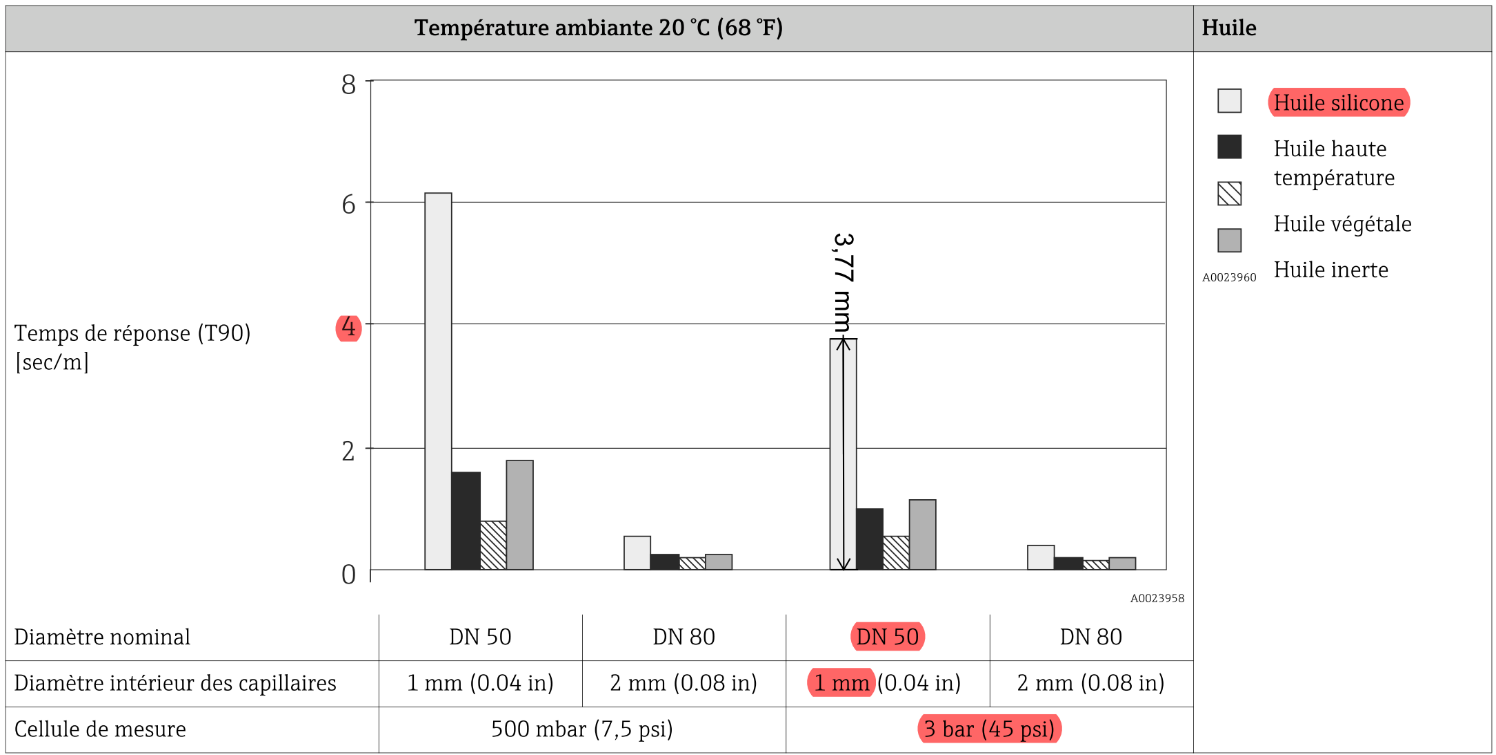 Température ambiante 20 °C (68 °F)
Huile
8
6
4
2
0
Temps de réponse (T90)
[sec/m]
3,77 mm
A0023958
Huile silicone
Huile haute
température
Huile végétale
Huile inerte
A0023960
Diamètre nominal DN 50 DN 80 DN 50 DN 80
Diamètre intérieur des capillaires 1 mm (0.04 in) 2 mm (0.08 in) 1 mm (0.04 in) 2 mm (0.08 in)
Cellule de mesure 500 mbar (7,5 psi) 3 bar (45 psi)